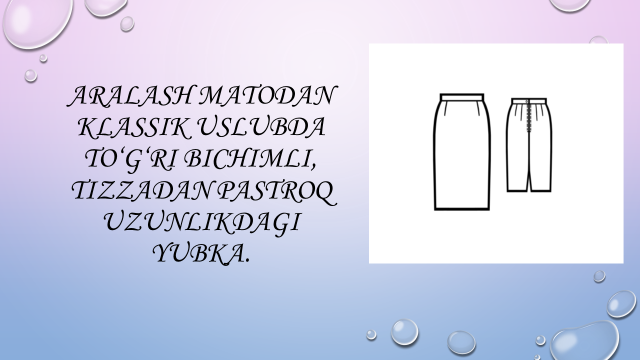 ARALASH MATODAN
KLASSIK USLUBDA
TO‘G‘RI BICHIMLI,
TIZZADAN PASTROQ
UZUNLIKDAGI
YUBKA.